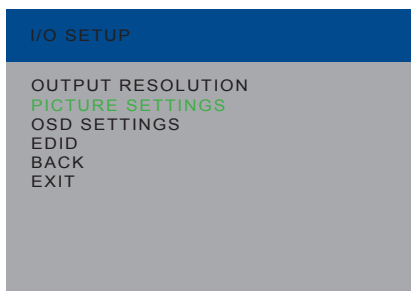 I/O SETUP
OUTPUT RESOLUTION
PICTURE SETTINGS
OSD SETTINGS
EDID
BACK
EXIT